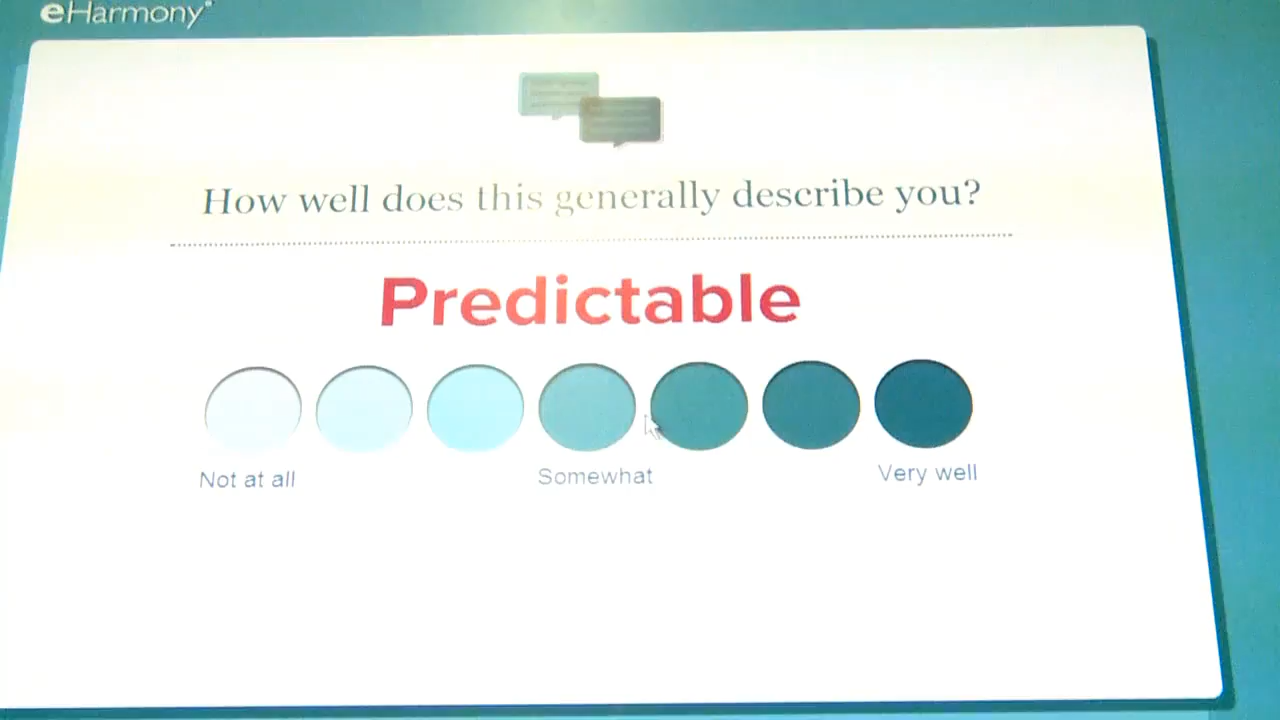 eHarmony®
How well does this generally describe you?
Predictable
Not at all
Somewhat
Very well